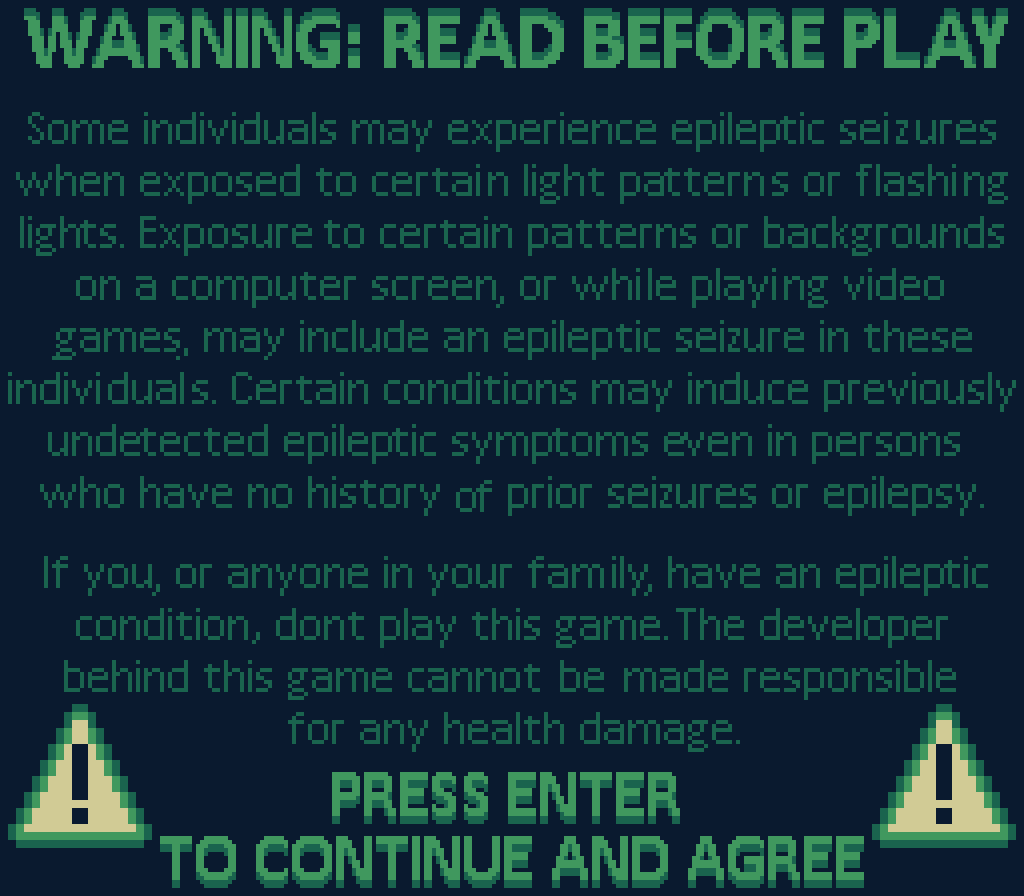 WARNING: READ BEFORE PLAY
Some individuals may experience epileptic seizures
when exposed to certain light patterns or flashing
lights. Exposure to certain patterns or backgrounds
on a computer screen, or while playing video
games, may include an epileptic seizure in these
individuals. Certain conditions may induce previously
undetected epileptic symptoms even in persons
who have no history of prior seizures or epilepsy.
If you, or anyone in your family, have an epileptic
condition, dont play this game. The developer
behind this game cannot be made responsible
for any health damage.
PRESS ENTER
TO CONTINUE AND AGREE